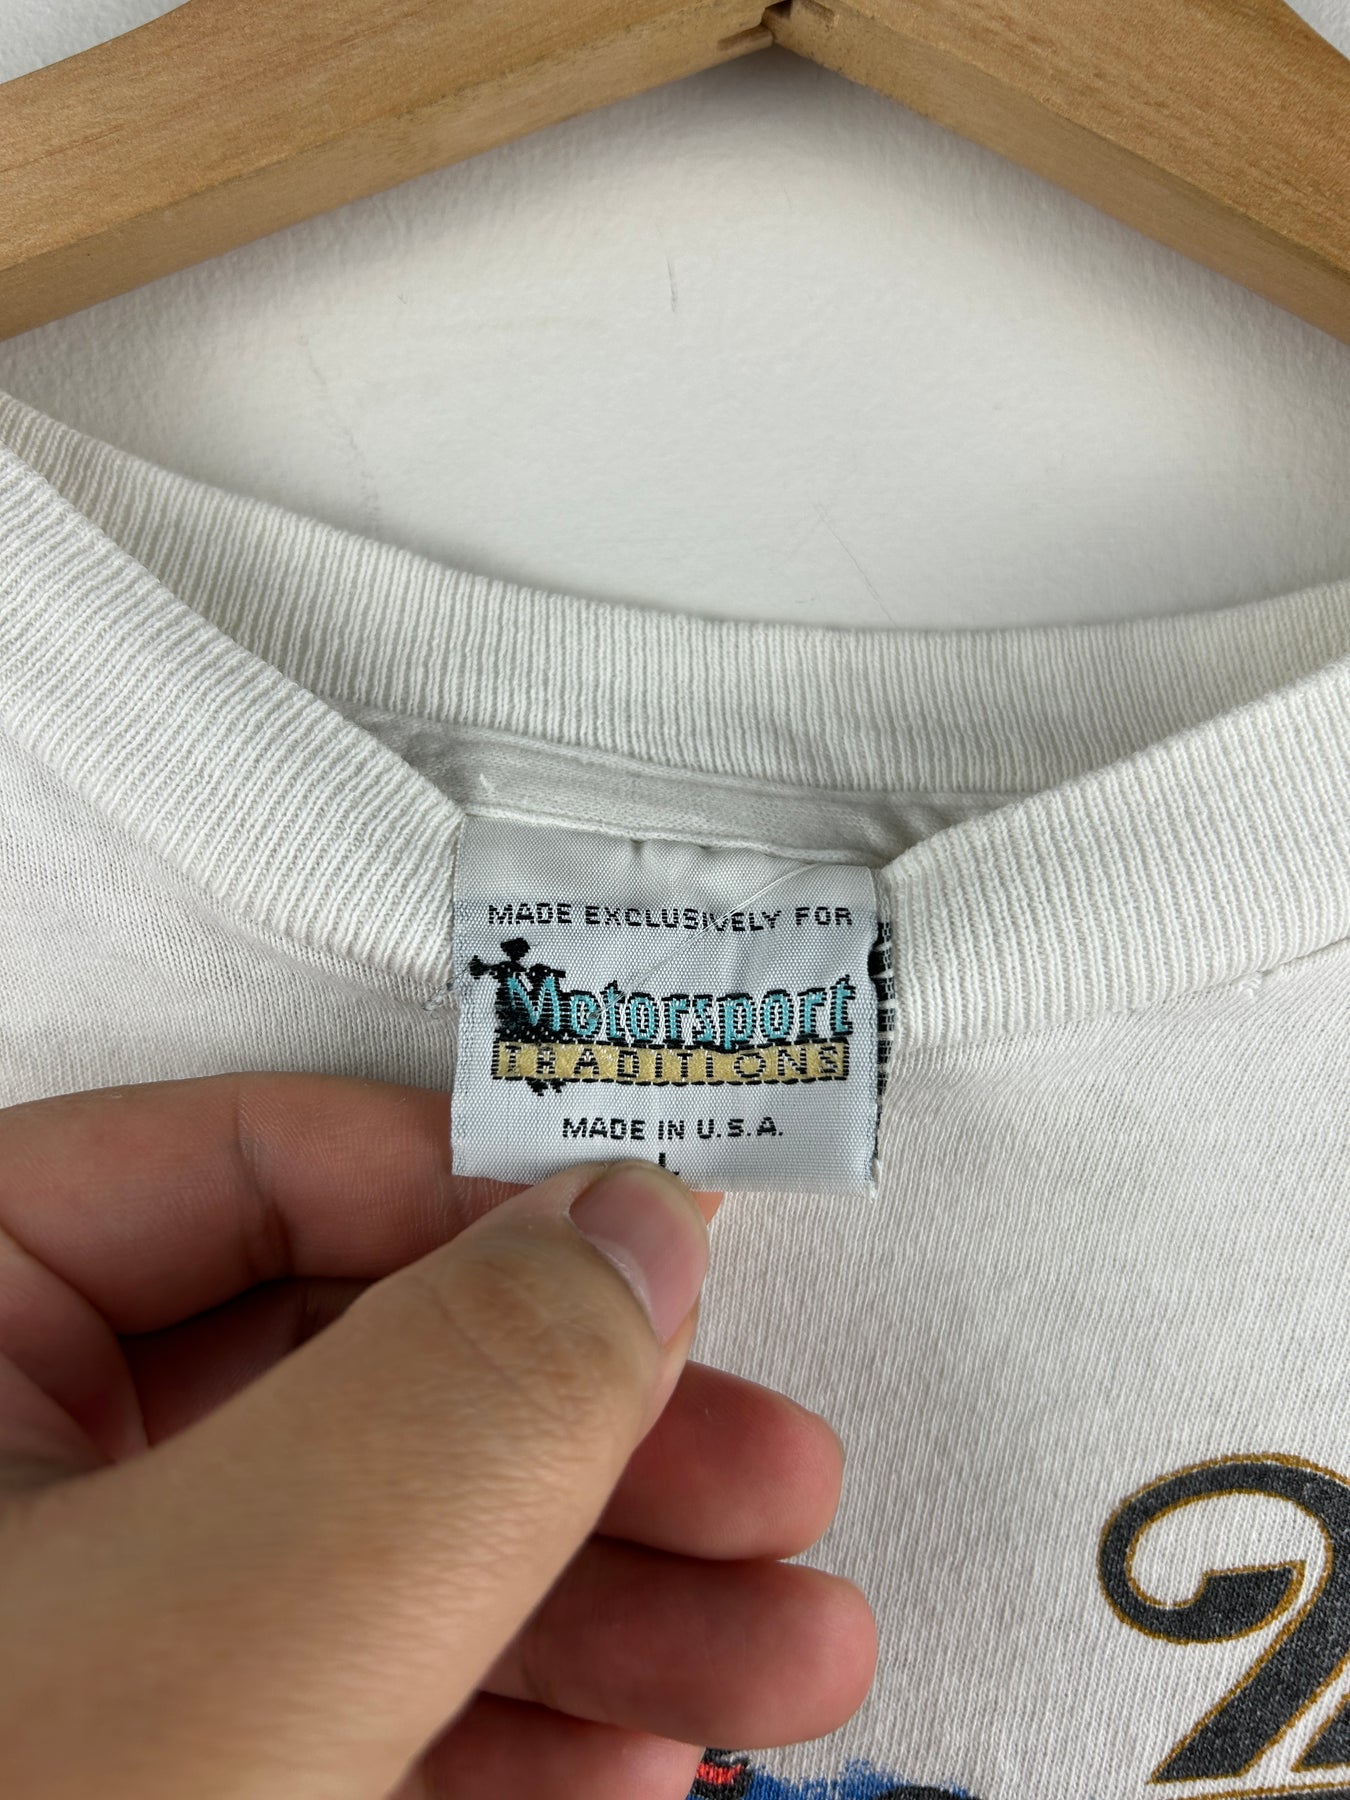 MADE EXCLUSIVELY FOR
Motorsport
TRADITIONS
MADE IN U.S.A.
L